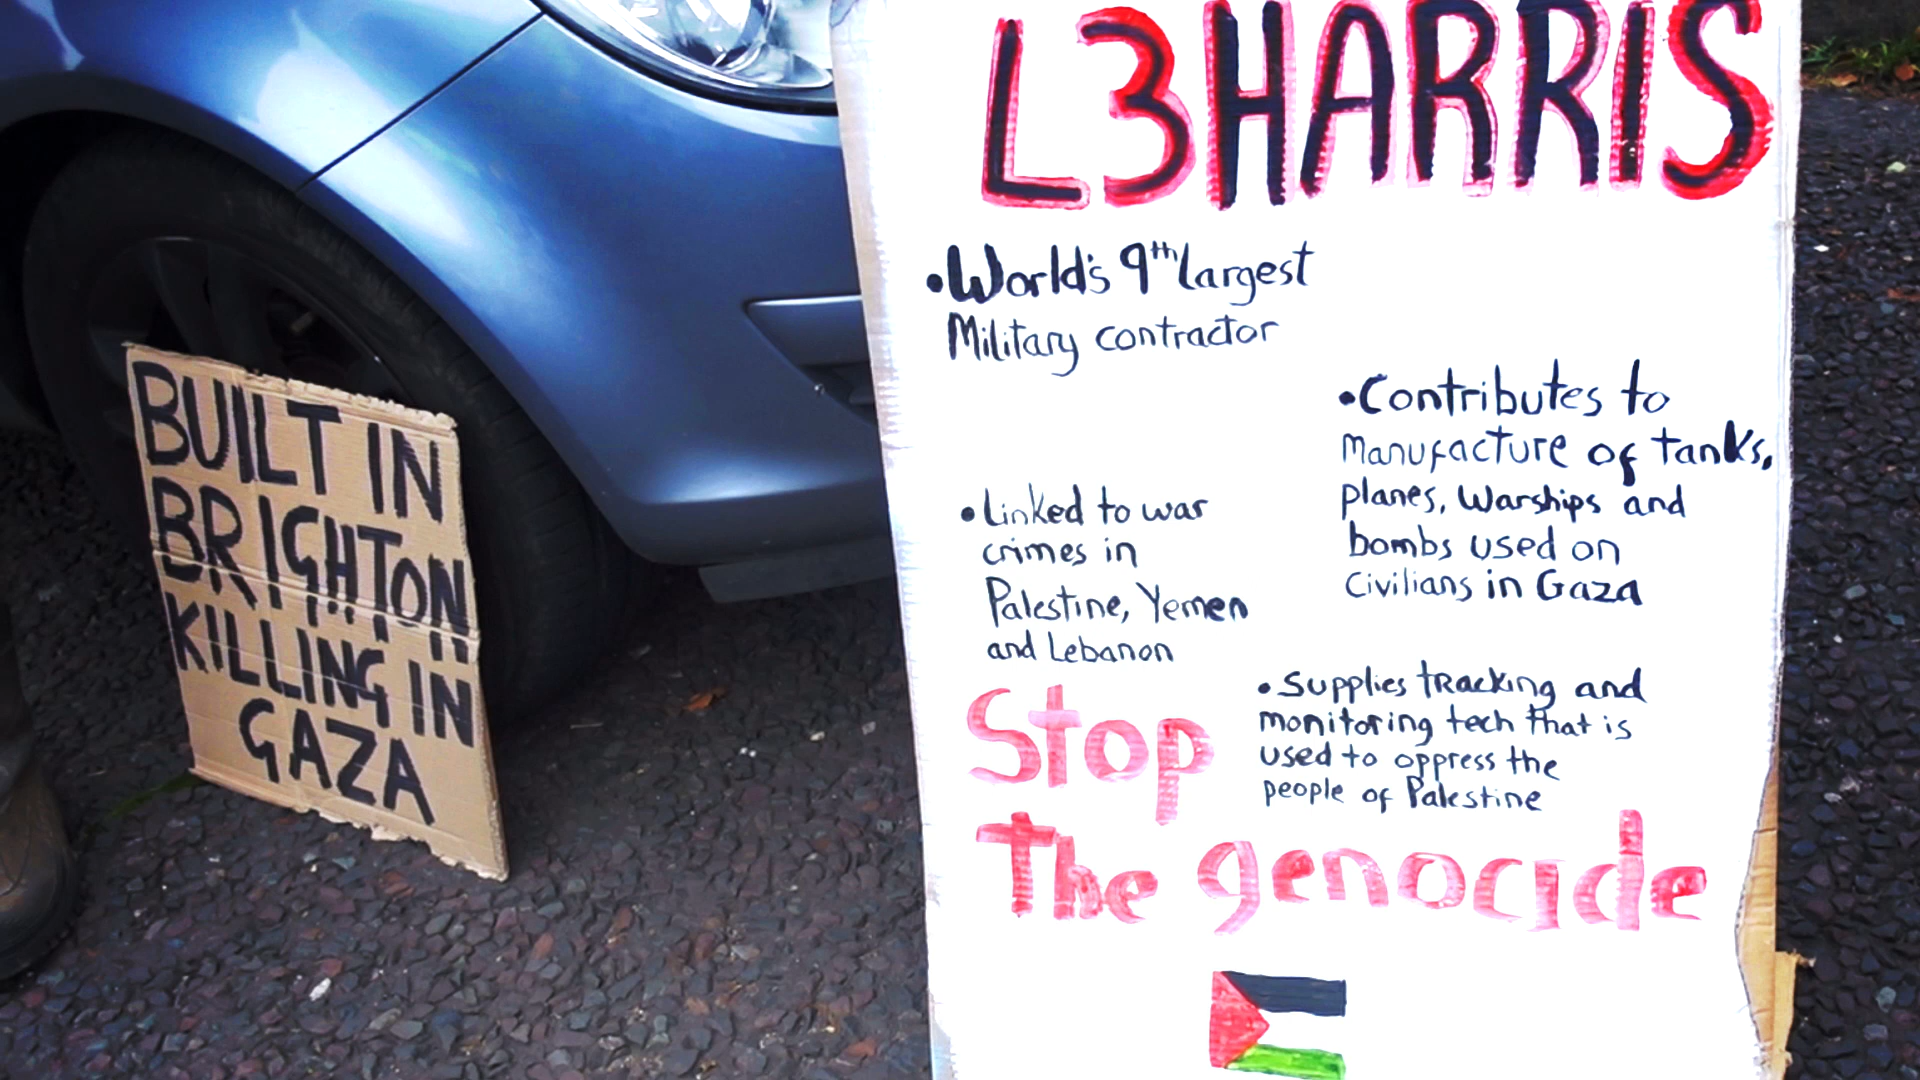 BUILT IN
BRIGHTON
KILLING IN
GAZA
L3HARRIS
•World's 9th largest
Military contractor
•Contributes to
manufacture of tanks,
planes, warships and
bombs used on
civilians in Gaza
•Linked to war
crimes in
Palestine, Yemen
and Lebanon
•Supplies tracking and
monitoring tech that is
used to oppress the
people of Palestine
Stop
The genocide